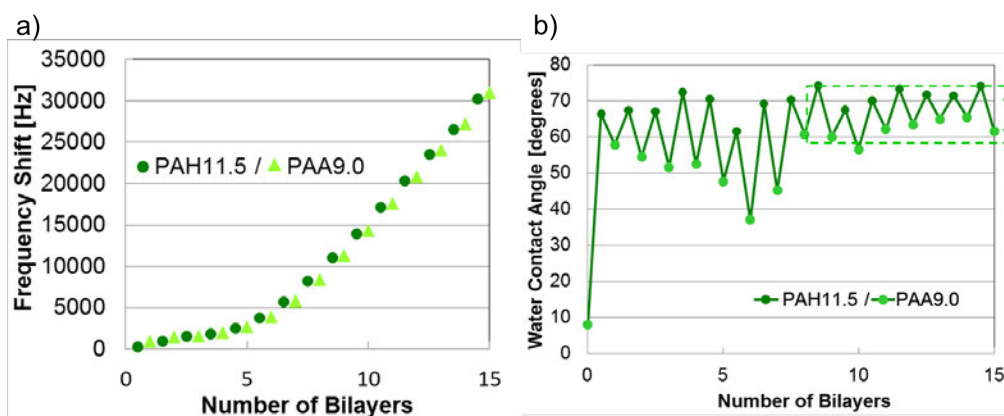 a)
Frequency Shift [Hz]
35000
30000
25000
20000
15000
10000
5000
0
PAH11.5 / PAA9.0
0 5 10 15
Number of Bilayers
b)
Water Contact Angle [degrees]
80
70
60
50
40
30
20
10
0
PAH11.5 / PAA9.0
0 5 10 15
Number of Bilayers